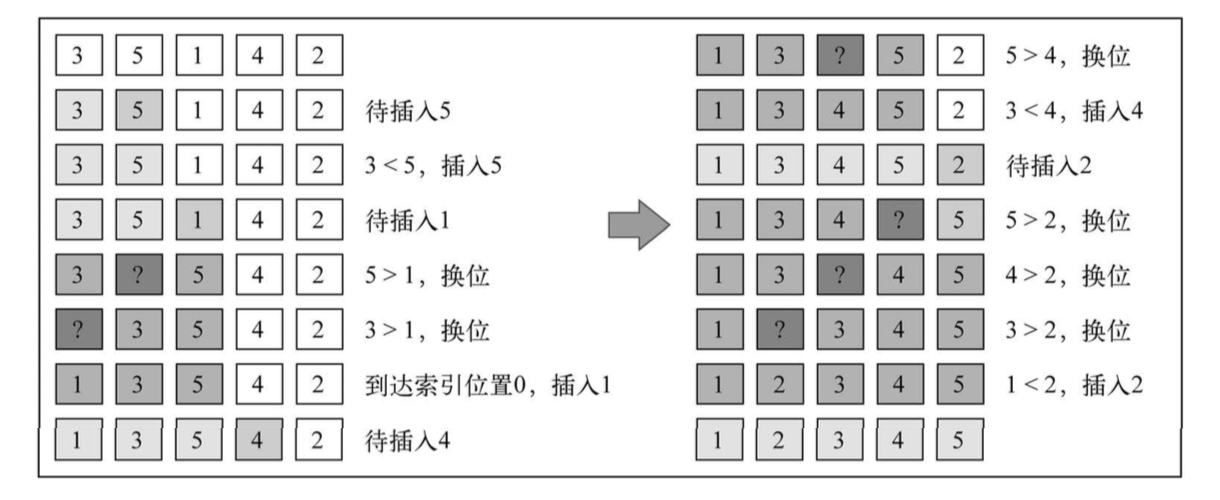 3 5 1 4 2
3 5 1 4 2 待插入5
3 5 1 4 2 3 < 5，插入5
3 5 1 4 2 待插入1
3 ? 5 4 2 5 > 1，换位
? 3 5 4 2 3 > 1，换位
1 3 5 4 2 到达索引位置0，插入1
1 3 5 4 2 待插入4
1 3 ? 5 2 5 > 4，换位
1 3 4 5 2 3 < 4，插入4
1 3 4 5 2 待插入2
1 3 4 ? 5 5 > 2，换位
1 3 ? 4 5 4 > 2，换位
1 ? 3 4 5 3 > 2，换位
1 2 3 4 5 1 < 2，插入2
1 2 3 4 5